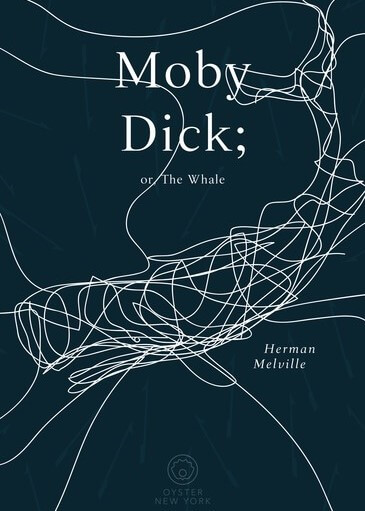 Moby
Dick;
or, The Whale
Herman
Melville
OYSTER
NEW YORK